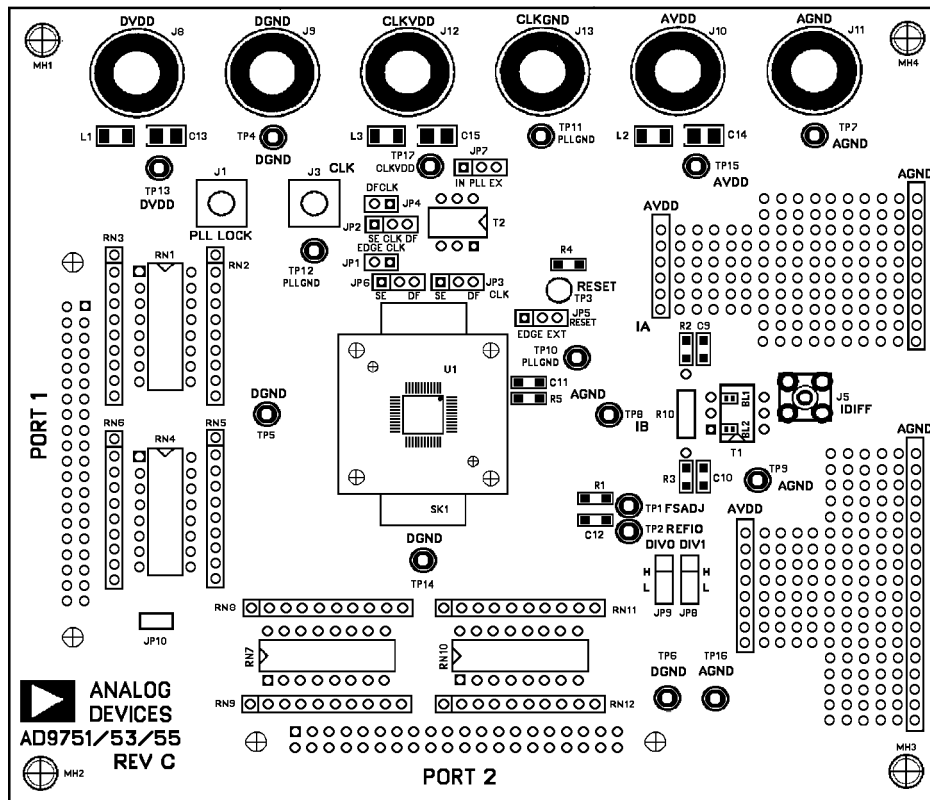 DVDD DGND CLKVDD CLKGND AVDD AGND
J8 J9 J12 J13 J10 J11
MH1 MH4
L1 C13 TP4 L3 C15 TP11 L2 C14 TP7
DGND PLLGND AGND
TP13 TP17 JP7 TP15
DVDD CLKVDD AVDD
IN PLL EX
J1 J3 CLK DFCLK AGND
JP4
AVDD
JP2 T2
SE CLK DF
PLL LOCK EDGE CLK
RN3 RN1 RN2 TP12 JP1 R4
PLLGND
JP6 JP3 RESET
SE DF SE DF CLK TP3
JP5
RESET
EDGE EXT IA
R2 C9
TP10
PLLGND
U1
C11 AGND
R5
DGND TP8 R10 BL1 J5
IB IDIFF
TP5 BL2
T1
PORT 1
RN6 RN4 RN5
AGND
R3 C10 TP9
AGND
R1
TP1 FSADJ AVDD
SK1
TP2 REFIO
C12
DGND DIV0 DIV1
TP14 H H
L L
JP9 JP8
RN8 RN11
JP10
RN7 RN10
TP6 TP16
DGND AGND
RN9 RN12
ANALOG
DEVICES
AD9751/53/55
REV C
MH2 MH3
PORT 2